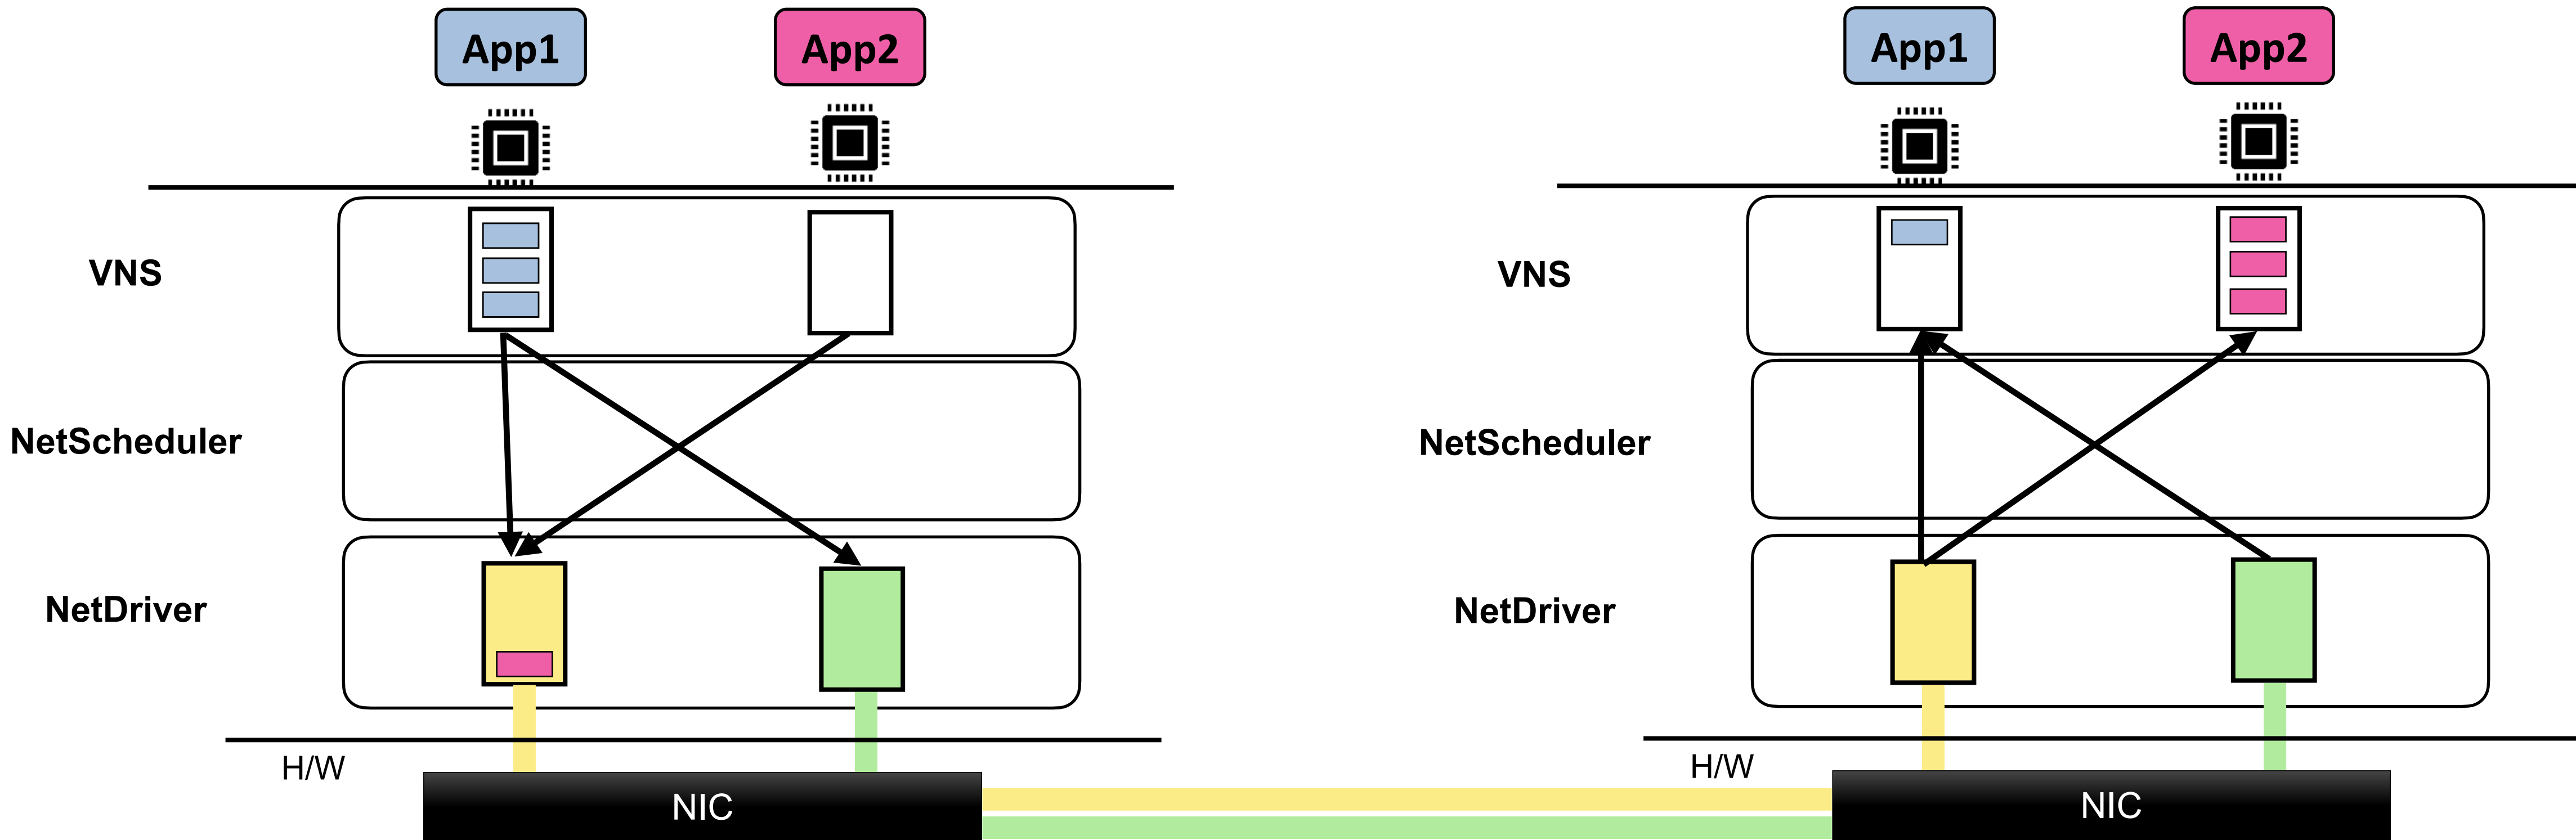 App1
App2
App1
App2
VNS
VNS
NetScheduler
NetScheduler
NetDriver
NetDriver
H/W
H/W
NIC
NIC